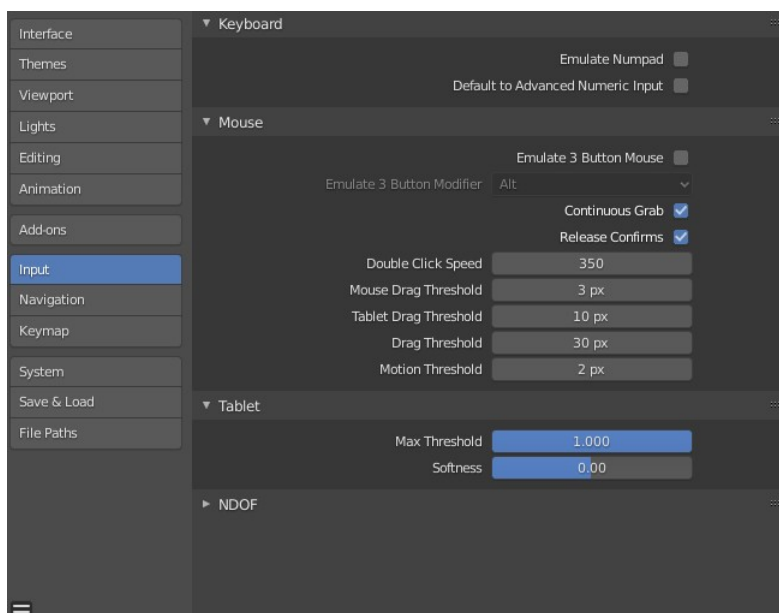 Interface
Themes
Viewport
Lights
Editing
Animation
Add-ons
Input
Navigation
Keymap
System
Save & Load
File Paths
Keyboard
Emulate Numpad
Default to Advanced Numeric Input
Mouse
Emulate 3 Button Mouse
Emulate 3 Button Modifier Alt
Continuous Grab
Release Confirms
Double Click Speed 350
Mouse Drag Threshold 3 px
Tablet Drag Threshold 10 px
Drag Threshold 30 px
Motion Threshold 2 px
Tablet
Max Threshold 1.000
Softness 0.00
NDOF